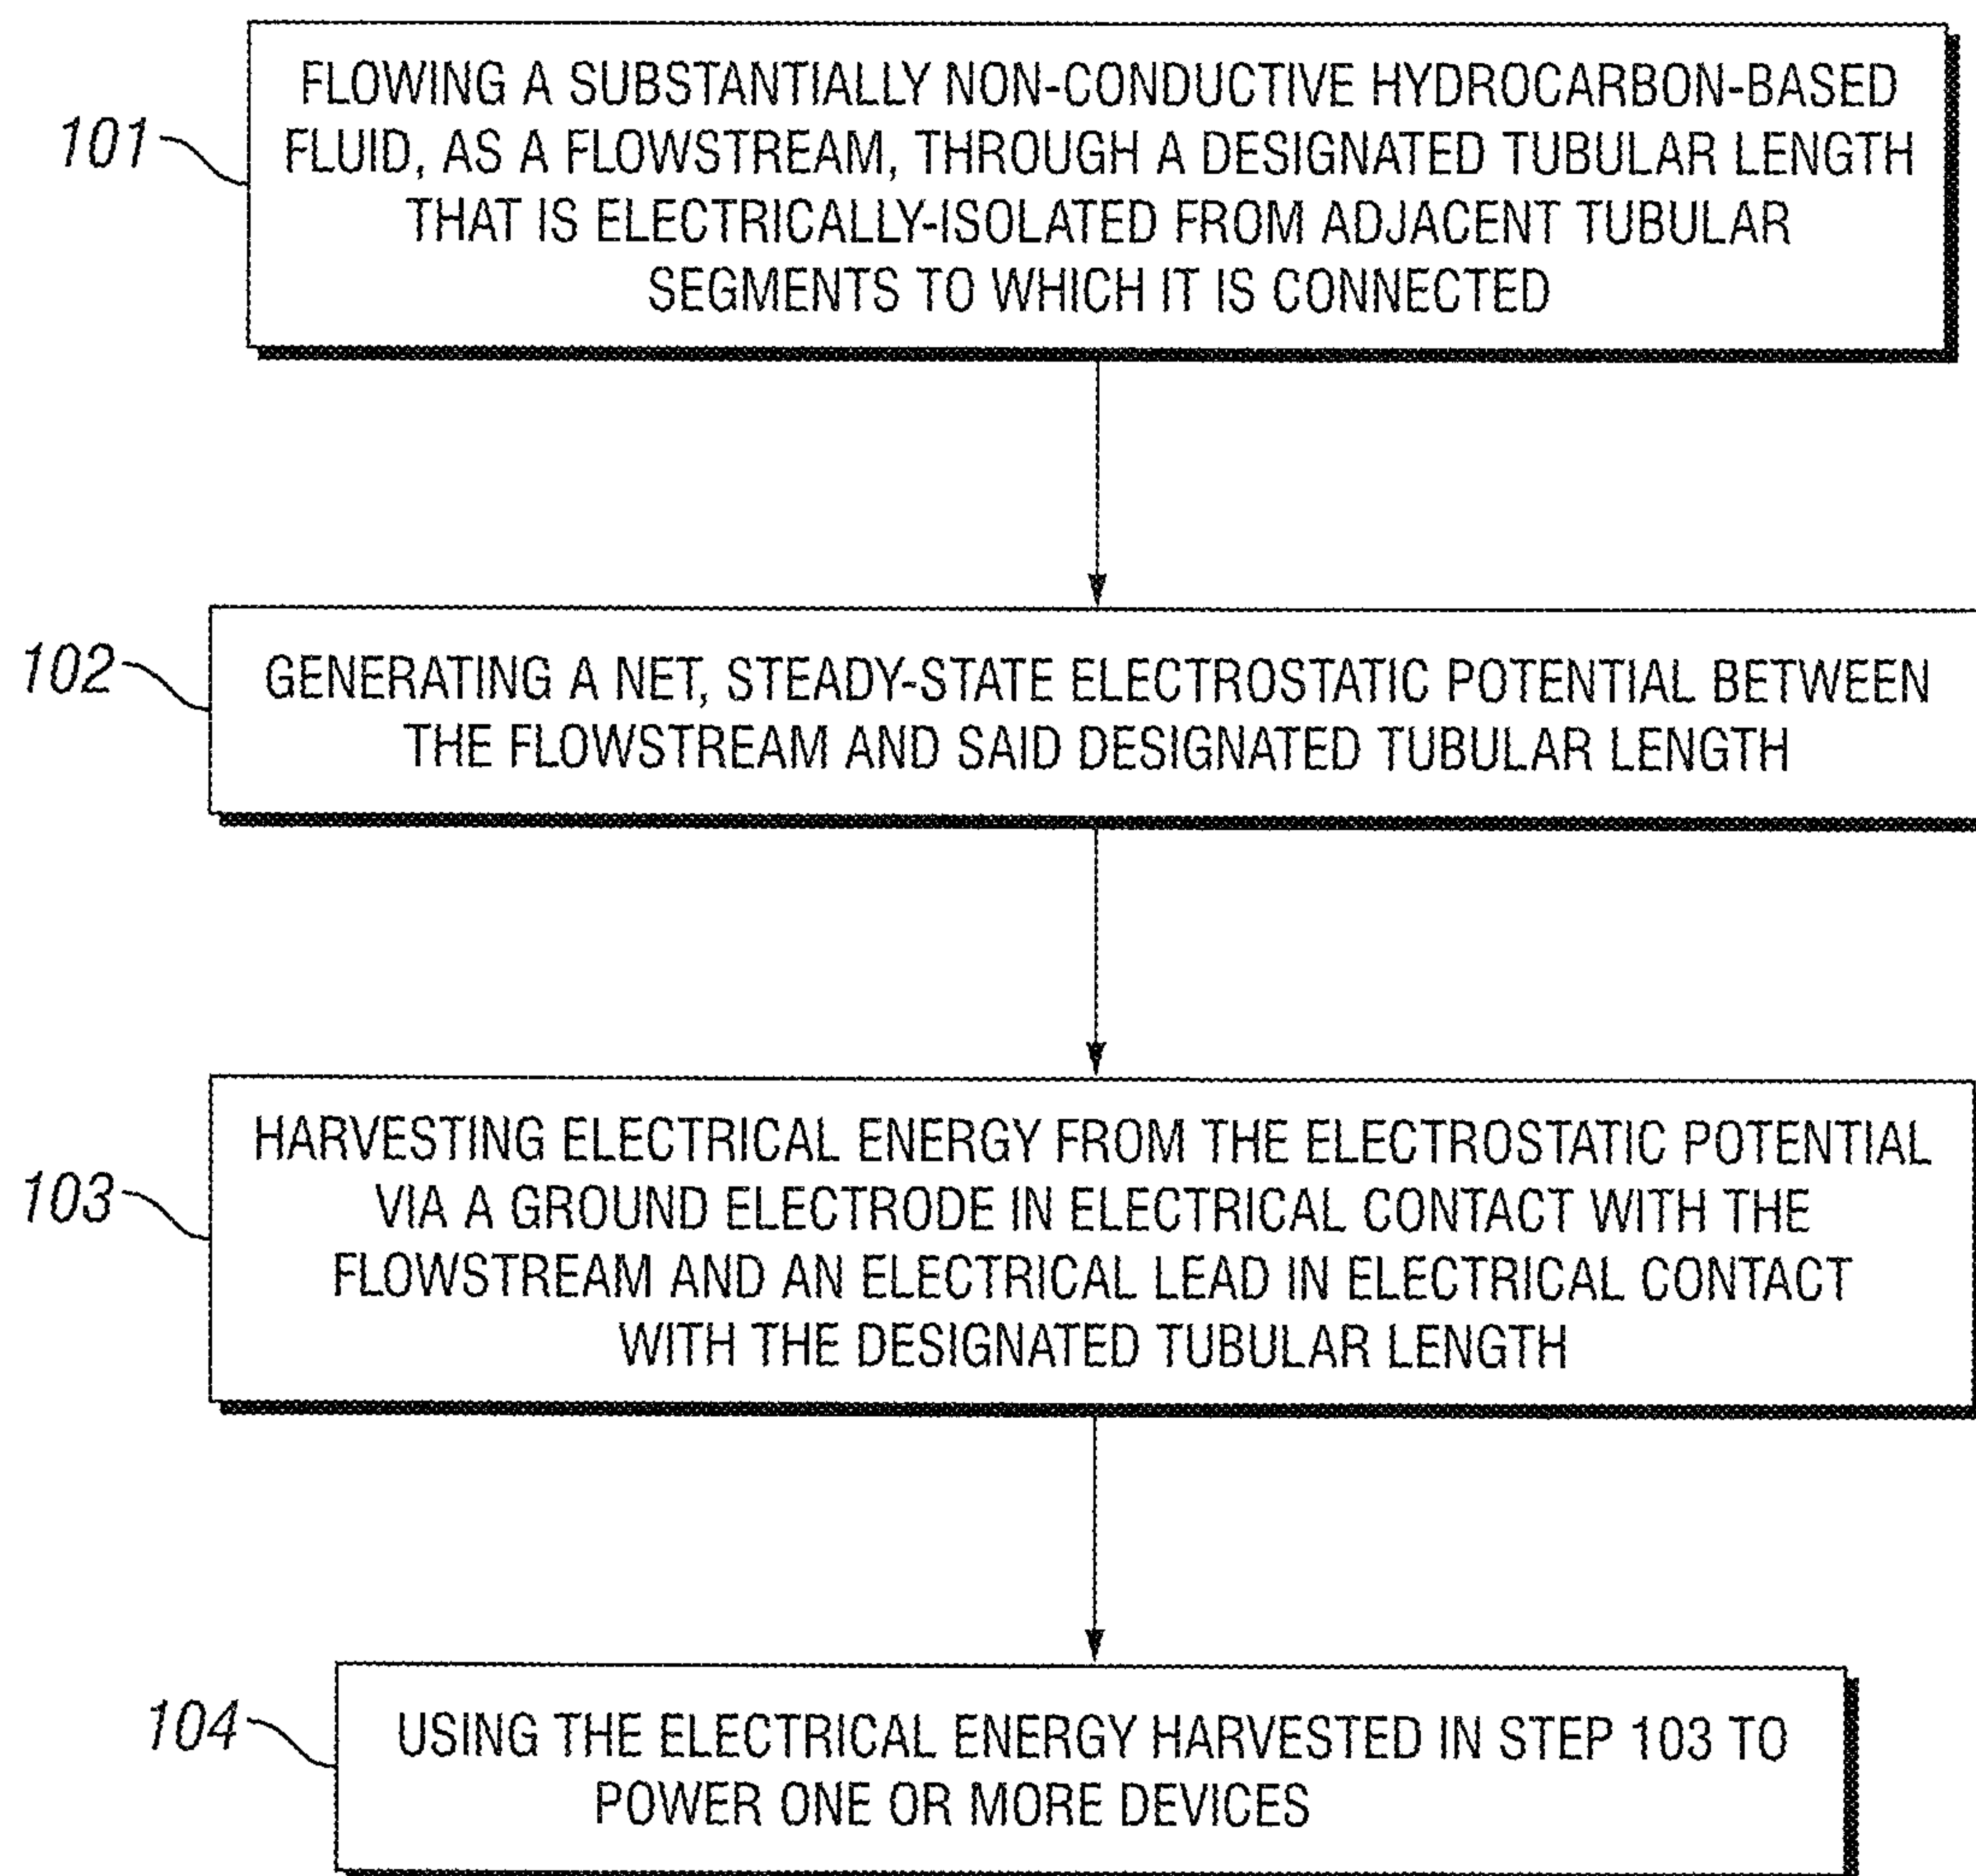 101
FLOWING A SUBSTANTIALLY NON-CONDUCTIVE HYDROCARBON-BASED
FLUID, AS A FLOWSTREAM, THROUGH A DESIGNATED TUBULAR LENGTH
THAT IS ELECTRICALLY-ISOLATED FROM ADJACENT TUBULAR
SEGMENTS TO WHICH IT IS CONNECTED
102
GENERATING A NET, STEADY-STATE ELECTROSTATIC POTENTIAL BETWEEN
THE FLOWSTREAM AND SAID DESIGNATED TUBULAR LENGTH
103
HARVESTING ELECTRICAL ENERGY FROM THE ELECTROSTATIC POTENTIAL
VIA A GROUND ELECTRODE IN ELECTRICAL CONTACT WITH THE
FLOWSTREAM AND AN ELECTRICAL LEAD IN ELECTRICAL CONTACT
WITH THE DESIGNATED TUBULAR LENGTH
104
USING THE ELECTRICAL ENERGY HARVESTED IN STEP 103 TO
POWER ONE OR MORE DEVICES